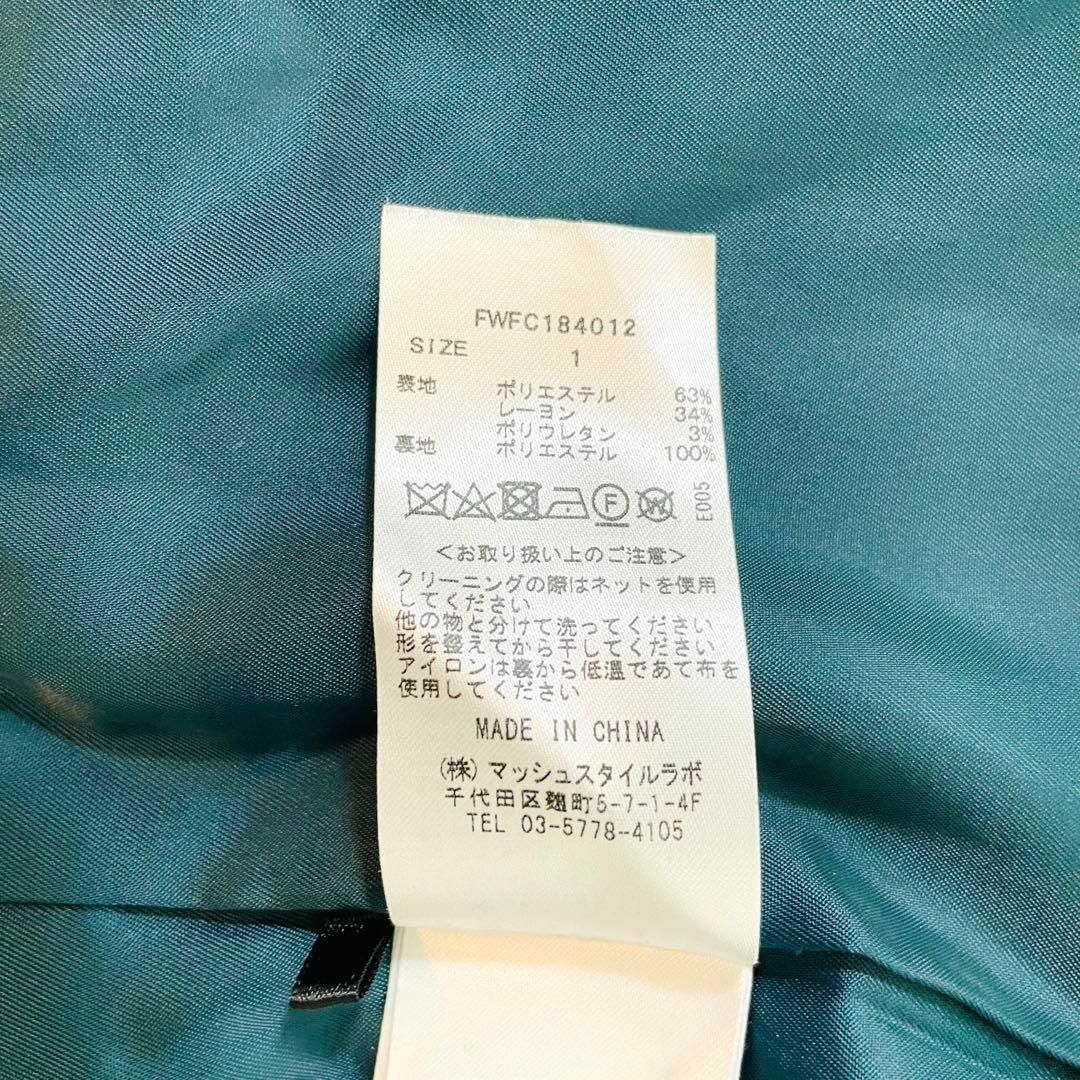 FWFC184012
SIZE 1
表地 ポリエステル 63%
レーヨン 34%
ポリウレタン 3%
裏地 ポリエステル 100%
F W E005
<お取り扱い上のご注意>
クリーニングの際はネットを使用
してください
他の物と分けて洗ってください
形を整えてから干してください
アイロンは裏から低温であて布を
使用してください
MADE IN CHINA
(株)マッシュスタイルラボ
千代田区麹町5-7-1-4F
TEL 03-5778-4105